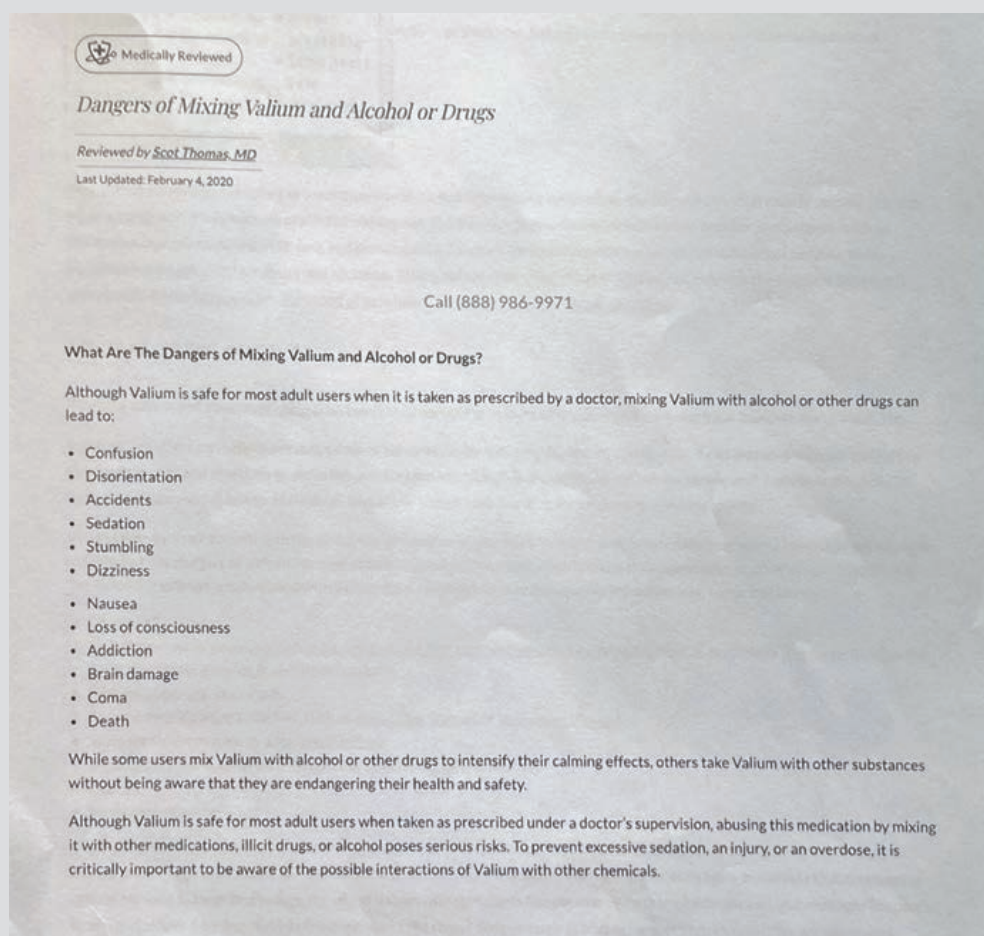 Medically Reviewed
Dangers of Mixing Valium and Alcohol or Drugs
Reviewed by Scot Thomas, MD
Last Updated: February 4, 2020
Call (888) 986-9971
What Are The Dangers of Mixing Valium and Alcohol or Drugs?
Although Valium is safe for most adult users when it is taken as prescribed by a doctor, mixing Valium with alcohol or other drugs can
lead to:
• Confusion
• Disorientation
• Accidents
• Sedation
• Stumbling
• Dizziness
• Nausea
• Loss of consciousness
• Addiction
• Brain damage
• Coma
• Death
While some users mix Valium with alcohol or other drugs to intensify their calming effects, others take Valium with other substances
without being aware that they are endangering their health and safety.
Although Valium is safe for most adult users when taken as prescribed under a doctor's supervision, abusing this medication by mixing
it with other medications, illicit drugs, or alcohol poses serious risks. To prevent excessive sedation, an injury, or an overdose, it is
critically important to be aware of the possible interactions of Valium with other chemicals.